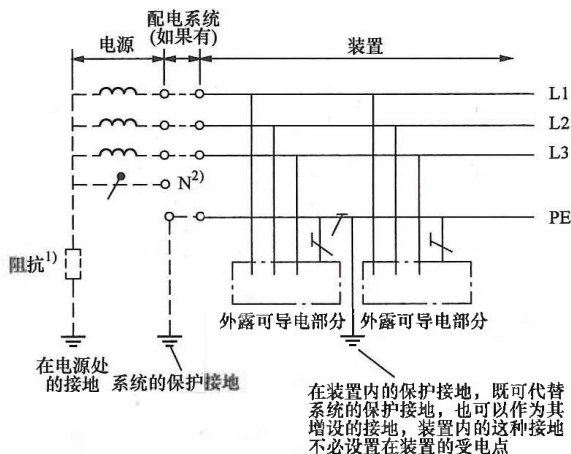 配电系统
(如果有)
电源
装置
L1
L2
L3
N2)
PE
阻抗1)
外露可导电部分
外露可导电部分
在电源处
的接地
系统的保护接地
在装置内的保护接地，既可代替
系统的保护接地，也可以作为其
增设的接地，装置内的这种接地
不必设置在装置的受电点